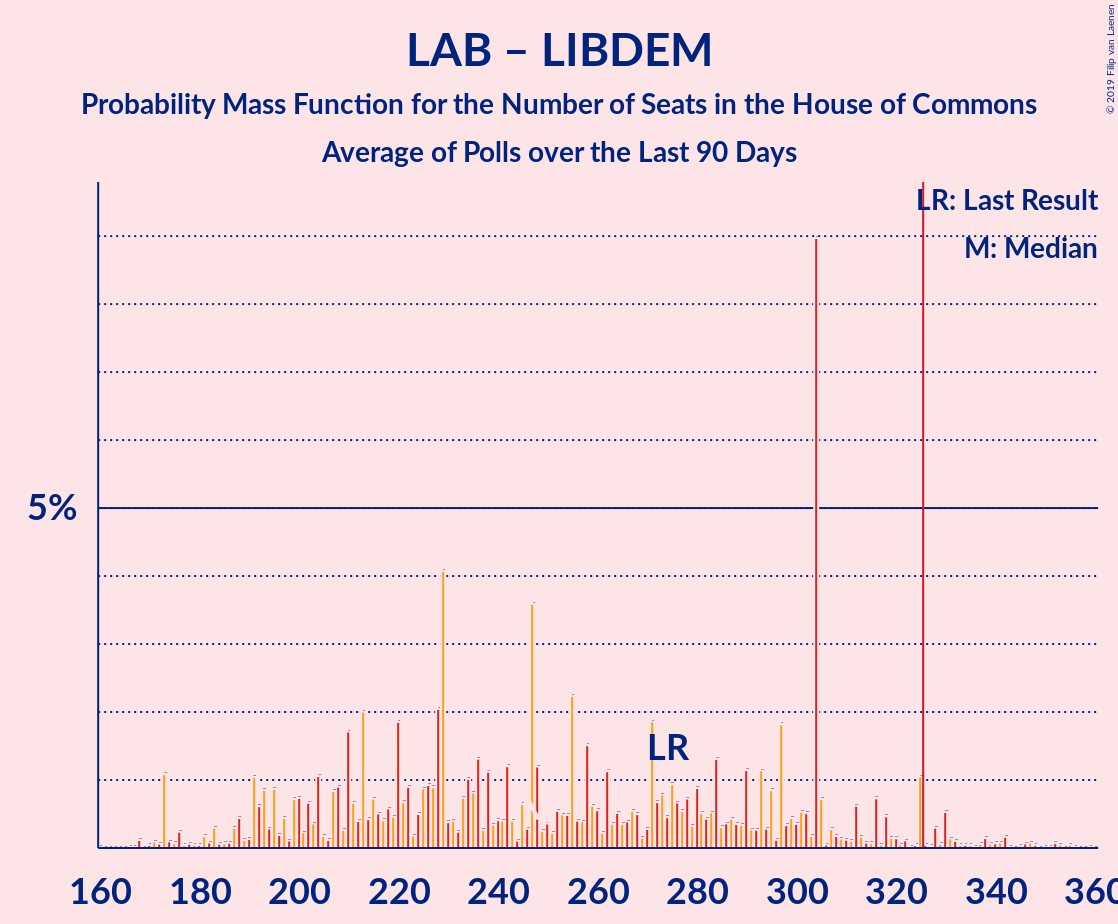 LAB – LIBDEM
Probability Mass Function for the Number of Seats in the House of Commons
Average of Polls over the Last 90 Days
© 2019 Filip van Laenen
LR: Last Result
M: Median
5%
LR
160 180 200 220 240 260 280 300 320 340 360